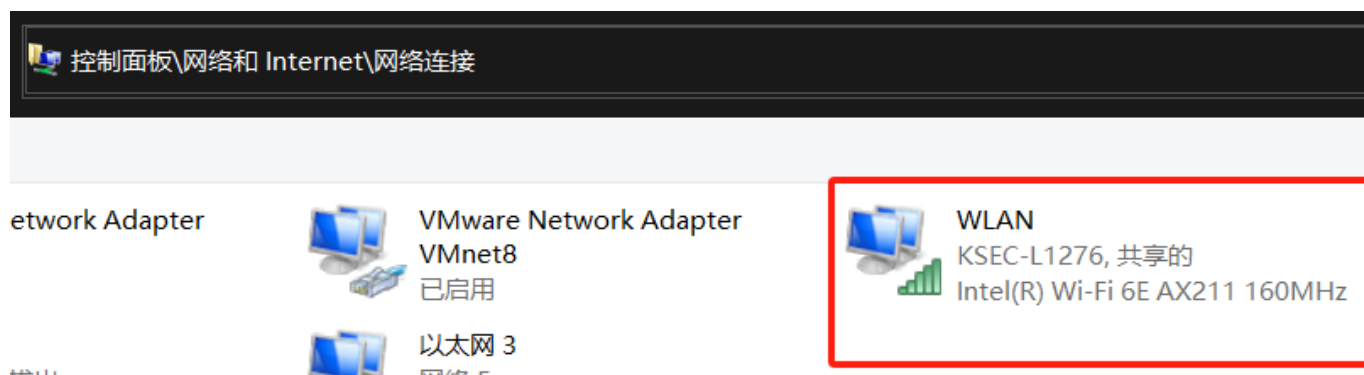 控制面板\网络和 Internet\网络连接
etwork Adapter
VMware Network Adapter
VMnet8
已启用
WLAN
KSEC-L1276, 共享的
Intel(R) Wi-Fi 6E AX211 160MHz
以太网 3